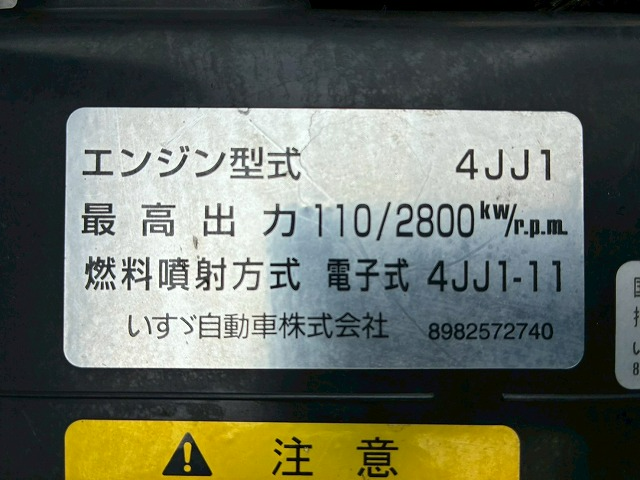 エンジン型式 4JJ1
最高出力 110/2800 kw/r.p.m.
燃料噴射方式 電子式 4JJ1-11
いすゞ自動車株式会社 8982572740
注意